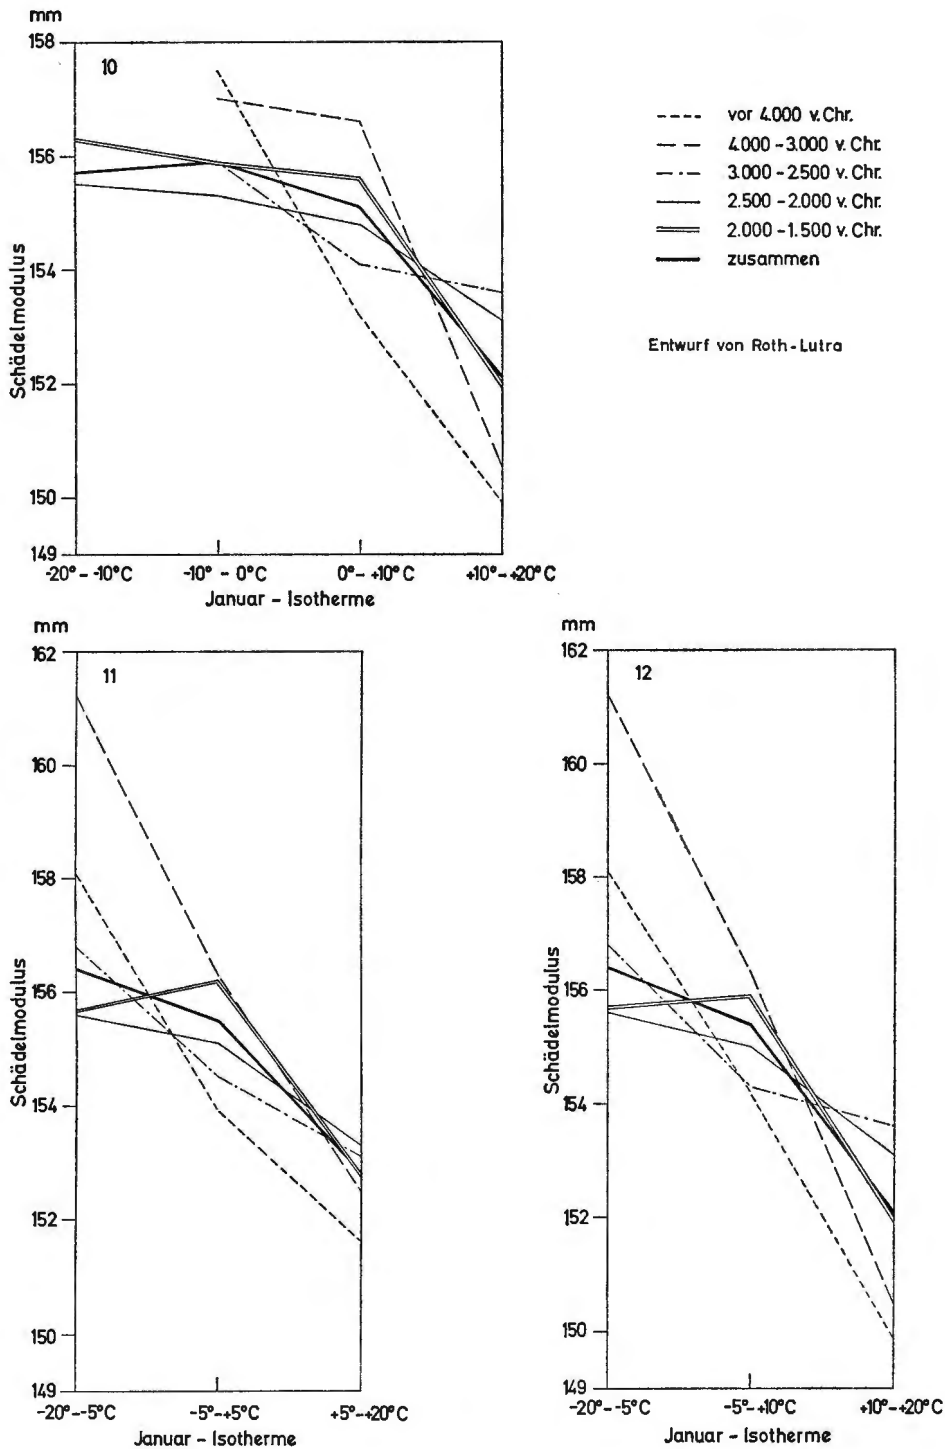 mm
158
10
156
154
152
150
149
Schädelmodulus
-20°--10°C -10°-0°C 0°-+10°C +10°-+20°C
Januar - Isotherme
vor 4.000 v.Chr.
4.000-3.000 v. Chr.
3.000-2.500 v. Chr.
2.500-2.000 v. Chr.
2.000-1.500 v. Chr.
zusammen
Entwurf von Roth-Lutra
mm
162
11
160
158
156
154
152
150
149
Schädelmodulus
-20°--5°C -5°-+5°C +5°-+20°C
Januar - Isotherme
mm
162
12
160
158
156
154
152
150
149
Schädelmodulus
-20°--5°C -5°-+10°C +10°-+20°C
Januar - Isotherme